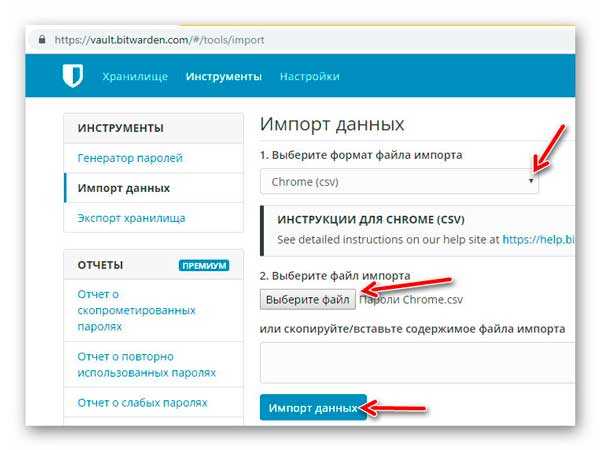 https://vault.bitwarden.com/#/tools/import
Хранилище Инструменты Настройки
ИНСТРУМЕНТЫ
Генератор паролей
Импорт данных
Экспорт хранилища
ОТЧЕТЫ ПРЕМИУМ
Отчет о
скопрометированных
паролях
Отчет о повторно
использованных паролях
Отчет о слабых паролях
Импорт данных
1. Выберите формат файла импорта
Chrome (csv)
ИНСТРУКЦИИ ДЛЯ CHROME (CSV)
See detailed instructions on our help site at https://help.bi
2. Выберите файл импорта
Выберите файл Пароли Chrome.csv
или скопируйте/вставьте содержимое файла импорта
Импорт данных